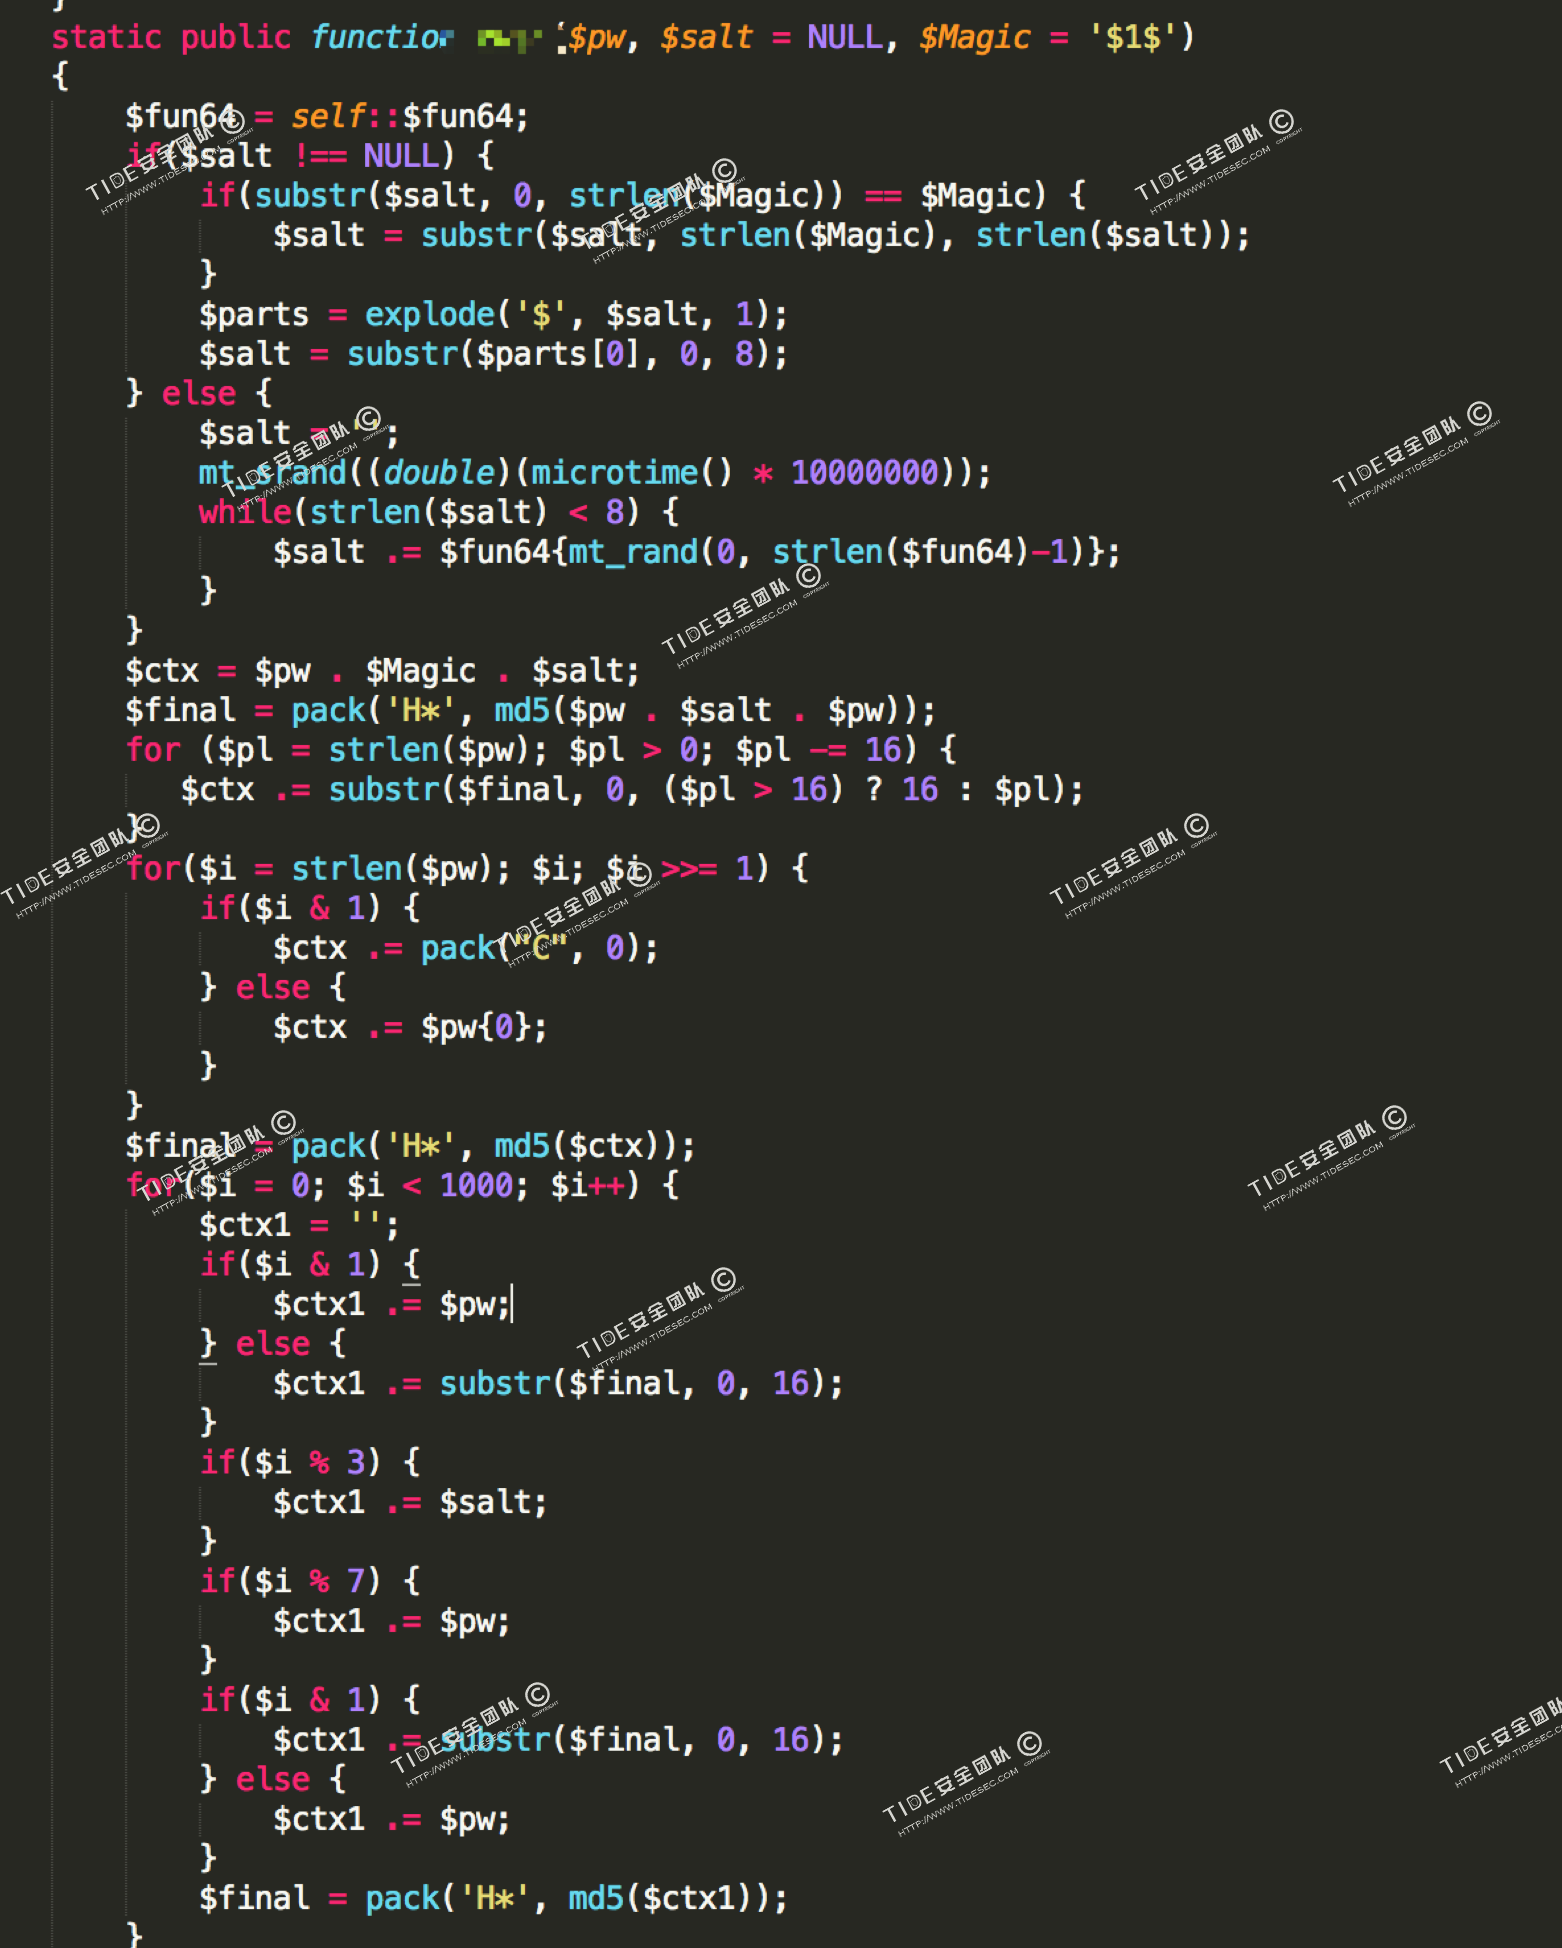 }
static public function $pw, $salt = NULL, $Magic = '$1$')
{
    $fun64 = self::$fun64;
    if($salt !== NULL) {
        if(substr($salt, 0, strlen($Magic)) == $Magic) {
            $salt = substr($salt, strlen($Magic), strlen($salt));
        }
        $parts = explode('$', $salt, 1);
        $salt = substr($parts[0], 0, 8);
    } else {
        $salt = '';
        mt_srand((double)(microtime() * 10000000));
        while(strlen($salt) < 8) {
            $salt .= $fun64{mt_rand(0, strlen($fun64)-1)};
        }
    }
    $ctx = $pw . $Magic . $salt;
    $final = pack('H*', md5($pw . $salt . $pw));
    for ($pl = strlen($pw); $pl > 0; $pl -= 16) {
       $ctx .= substr($final, 0, ($pl > 16) ? 16 : $pl);
    }
    for($i = strlen($pw); $i; $i >>= 1) {
        if($i & 1) {
            $ctx .= pack("C", 0);
        } else {
            $ctx .= $pw{0};
        }
    }
    $final = pack('H*', md5($ctx));
    for($i = 0; $i < 1000; $i++) {
        $ctx1 = '';
        if($i & 1) {
            $ctx1 .= $pw;
        } else {
            $ctx1 .= substr($final, 0, 16);
        }
        if($i % 3) {
            $ctx1 .= $salt;
        }
        if($i % 7) {
            $ctx1 .= $pw;
        }
        if($i & 1) {
            $ctx1 .= substr($final, 0, 16);
        } else {
            $ctx1 .= $pw;
        }
        $final = pack('H*', md5($ctx1));
    }
TIDE安全团队 ©
COPYRIGHT
HTTP://WWW.TIDESEC.COM